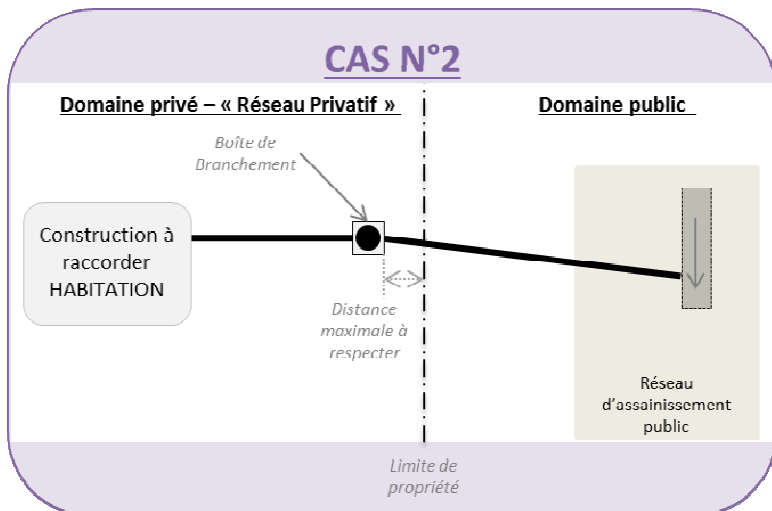 CAS N°2
Domaine privé – « Réseau Privatif »
Domaine public
Boîte de
Branchement
Construction à
raccorder
HABITATION
Distance
maximale à
respecter
Réseau
d'assainissement
public
Limite de
propriété